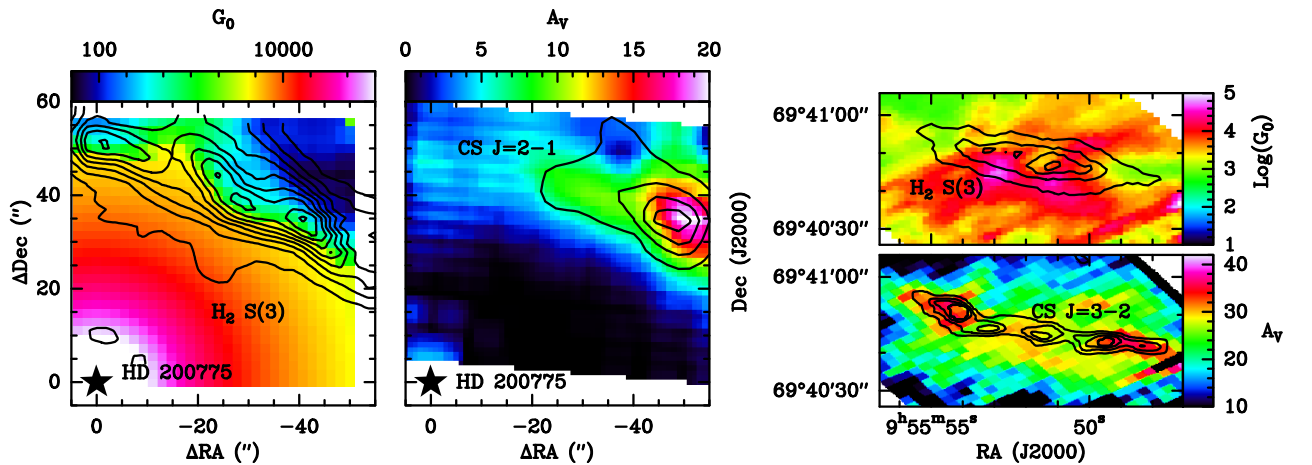 G₀
100 10000
60
40
20
0
ΔDec (″)
H₂ S(3)
HD 200775
0 −20 −40
ΔRA (″)
A_V
0 5 10 15 20
CS J=2−1
HD 200775
0 −20 −40
ΔRA (″)
Dec (J2000)
69°41′00″
69°40′30″
H₂ S(3)
5
4
3
2
1
Log(G₀)
69°41′00″
69°40′30″
CS J=3−2
40
30
20
10
A_V
9ʰ55ᵐ55ˢ 50ˢ
RA (J2000)